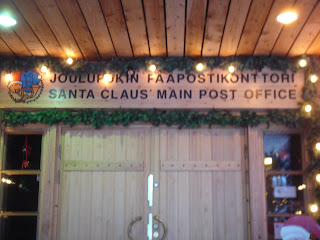 JOULUPUKIN PÄÄPOSTIKONTTORI
SANTA CLAUS' MAIN POST OFFICE